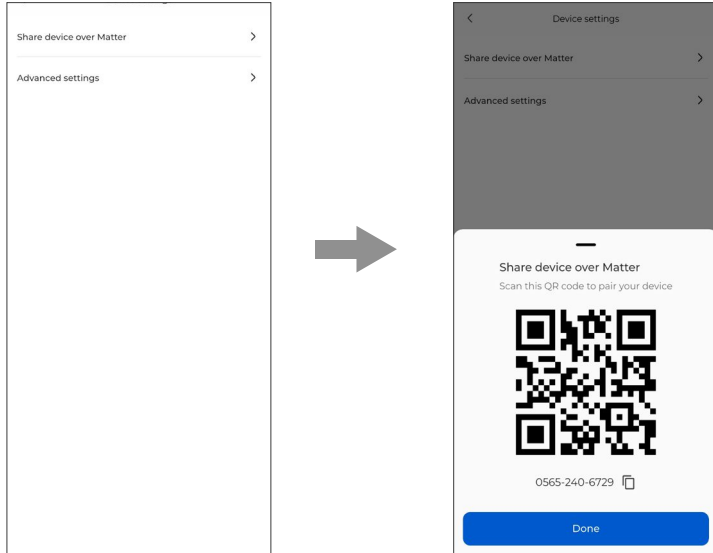 Share device over Matter
Advanced settings
Device settings
Share device over Matter
Advanced settings
Share device over Matter
Scan this QR code to pair your device
0565-240-6729
Done